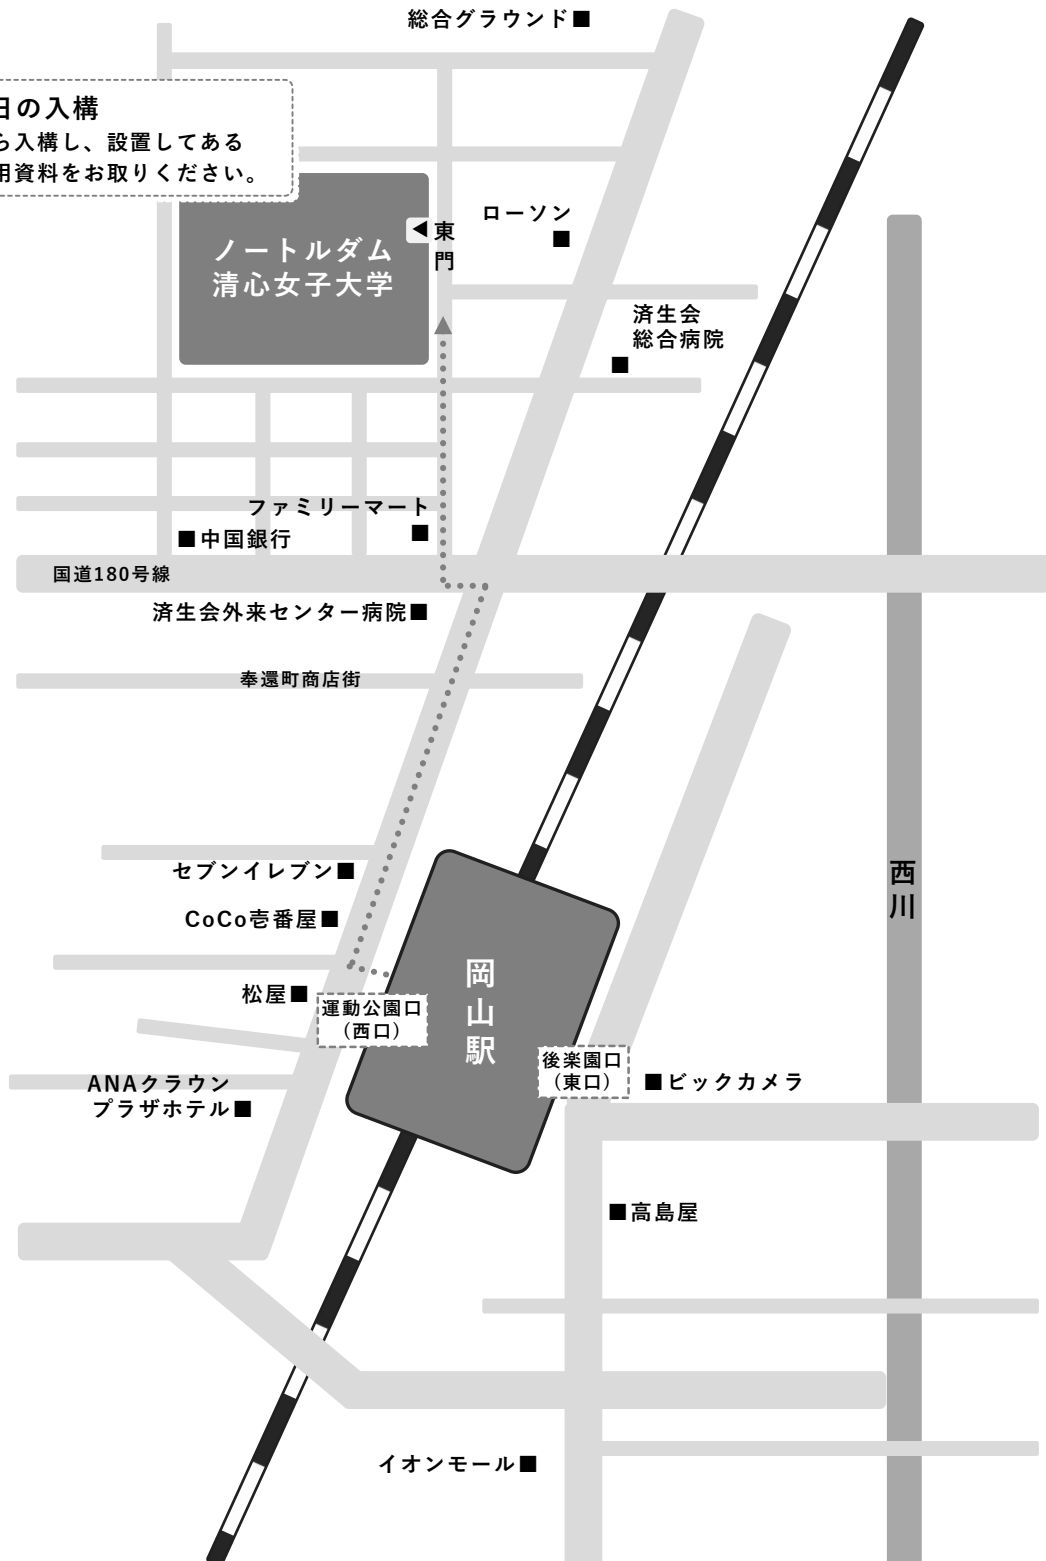 総合グラウンド■
日の入構
ら入構し、設置してある
用資料をお取りください。
ローソン
■
◀東門
ノートルダム
清心女子大学
済生会
総合病院
■
ファミリーマート
■
■中国銀行
国道180号線
済生会外来センター病院■
奉還町商店街
セブンイレブン■
西川
CoCo壱番屋■
岡山駅
松屋■
運動公園口
（西口）
後楽園口
（東口）
■ビックカメラ
ANAクラウン
プラザホテル■
■高島屋
イオンモール■